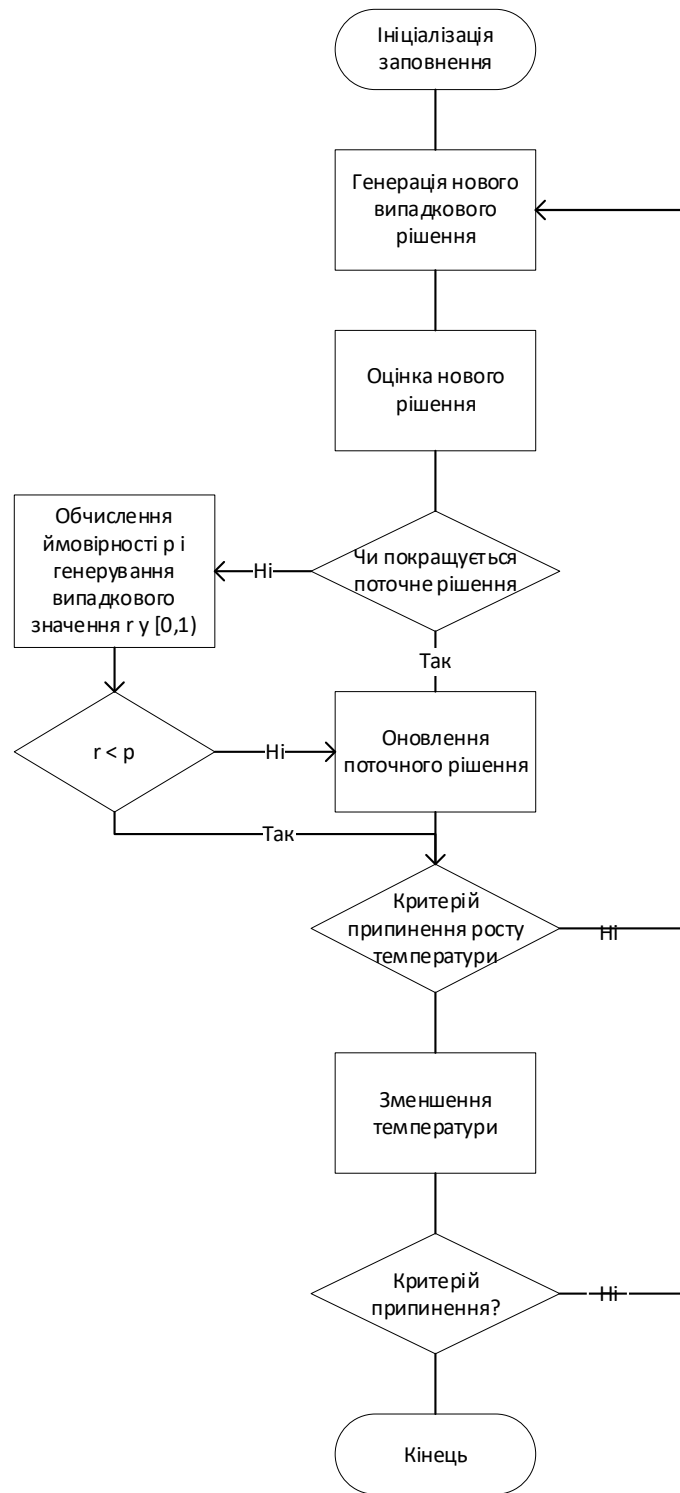 Ініціалізація
заповнення
Генерація нового
випадкового
рішення
Оцінка нового
рішення
Обчислення
ймовірності p і
генерування
випадкового
значення r у [0,1)
Ні
Чи покращується
поточне рішення
Так
r < p
Ні
Оновлення
поточного рішення
Так
Критерій
припинення росту
температури
Ні
Зменшення
температури
Критерій
припинення?
Ні
Кінець